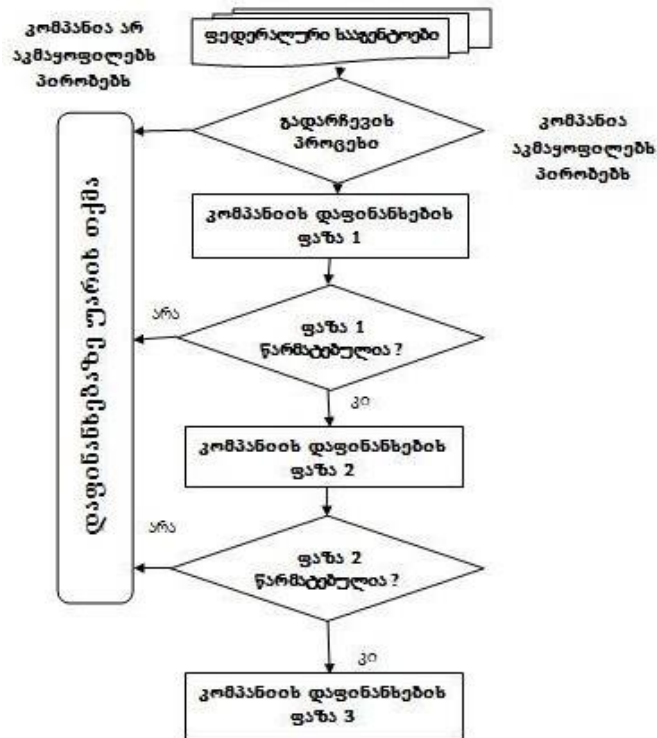 კომპანია არ
აკმაყოფილებს
პირობებს
ფედერალური სააგენტოები
გადარჩევის
პროცესი
კომპანია
აკმაყოფილებს
პირობებს
კომპანიის დაფინანსების
ფაზა 1
დაფინანსებაზე უარის თქმა
არა
ფაზა 1
წარმატებულია ?
კი
კომპანიის დაფინანსების
ფაზა 2
არა
ფაზა 2
წარმატებულია ?
კი
კომპანიის დაფინანსების
ფაზა 3